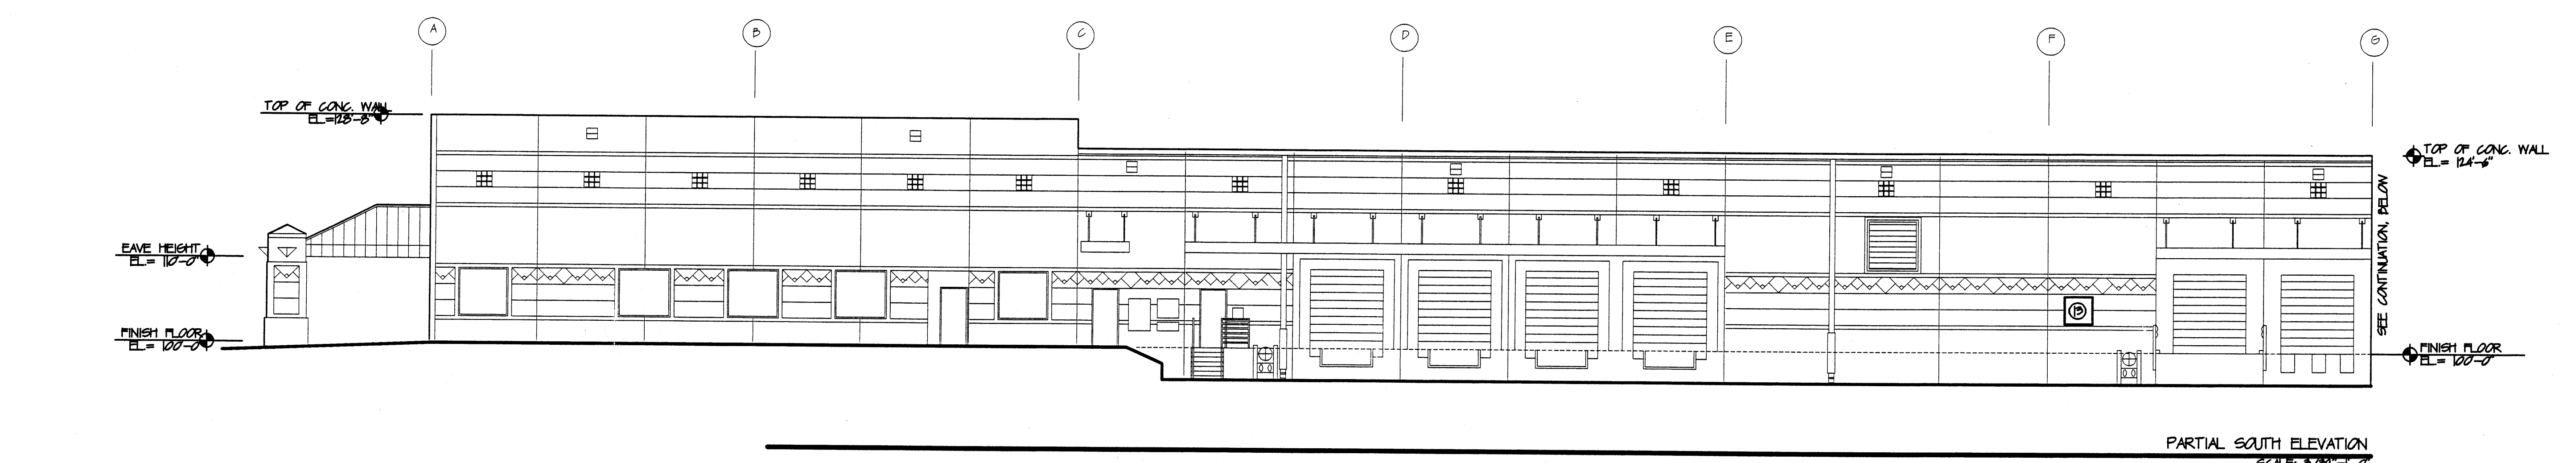 A
B
C
D
E
F
G
TOP OF CONC. WALL
EL.=128'-8"
TOP OF CONC. WALL
EL.= 124'-6"
EAVE HEIGHT
EL.= 110'-0"
FINISH FLOOR
EL.= 100'-0"
SEE CONTINUATION, BELOW
13
FINISH FLOOR
EL.= 100'-0"
PARTIAL SOUTH ELEVATION